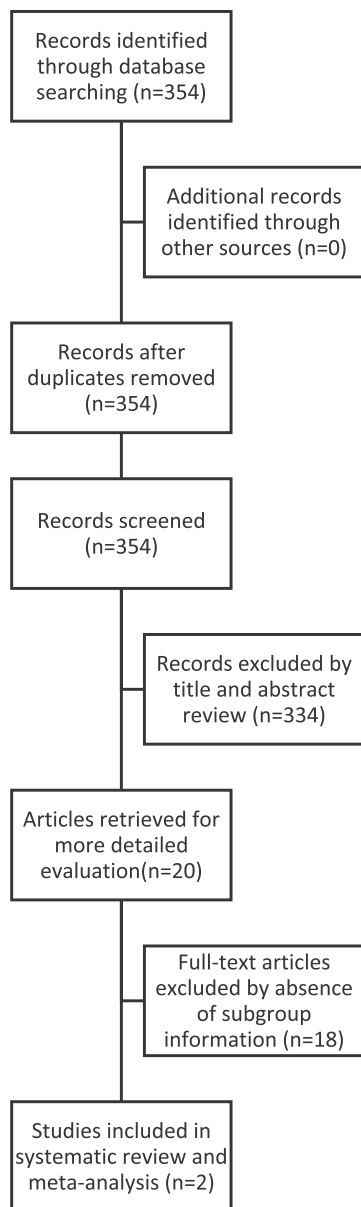 Records identified
through database
searching (n=354)
Additional records
identified through
other sources (n=0)
Records after
duplicates removed
(n=354)
Records screened
(n=354)
Records excluded by
title and abstract
review (n=334)
Articles retrieved for
more detailed
evaluation(n=20)
Full-text articles
excluded by absence
of subgroup
information (n=18)
Studies included in
systematic review and
meta-analysis (n=2)